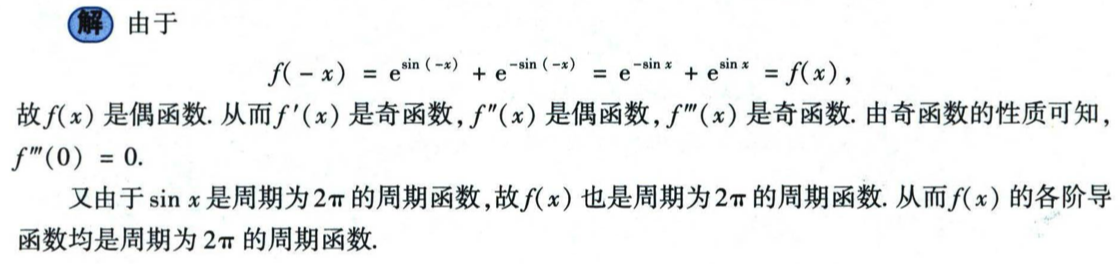 解 由于
f(-x) = e^{sin(-x)} + e^{-sin(-x)} = e^{-sin x} + e^{sin x} = f(x),
故f(x)是偶函数. 从而f′(x)是奇函数,f″(x)是偶函数,f‴(x)是奇函数. 由奇函数的性质可知,
f‴(0) = 0.
又由于 sin x 是周期为2π的周期函数,故f(x)也是周期为2π的周期函数. 从而f(x)的各阶导
函数均是周期为2π的周期函数.